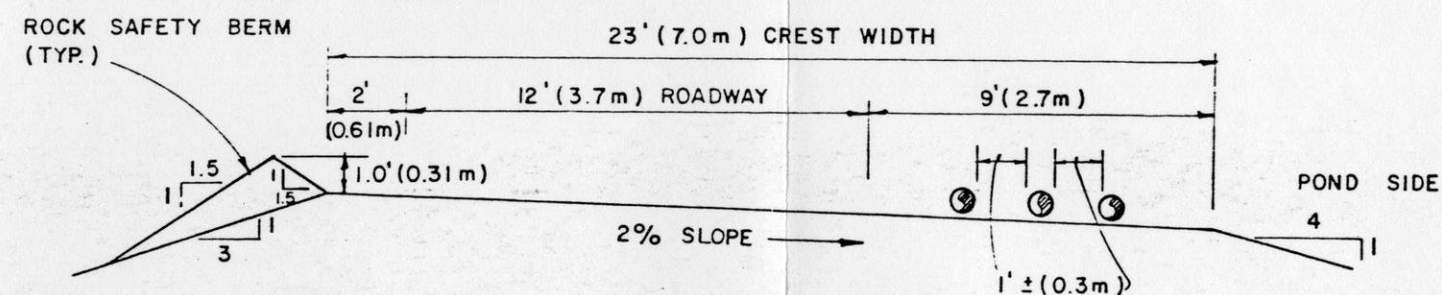 ROCK SAFETY BERM
(TYP.)
23' (7.0m) CREST WIDTH
2'
(0.61m)
12' (3.7m) ROADWAY
9' (2.7m)
1.0' (0.31 m)
1.5
1
1
1.5
3
1
2% SLOPE
1' ± (0.3m)
POND SIDE
4
1